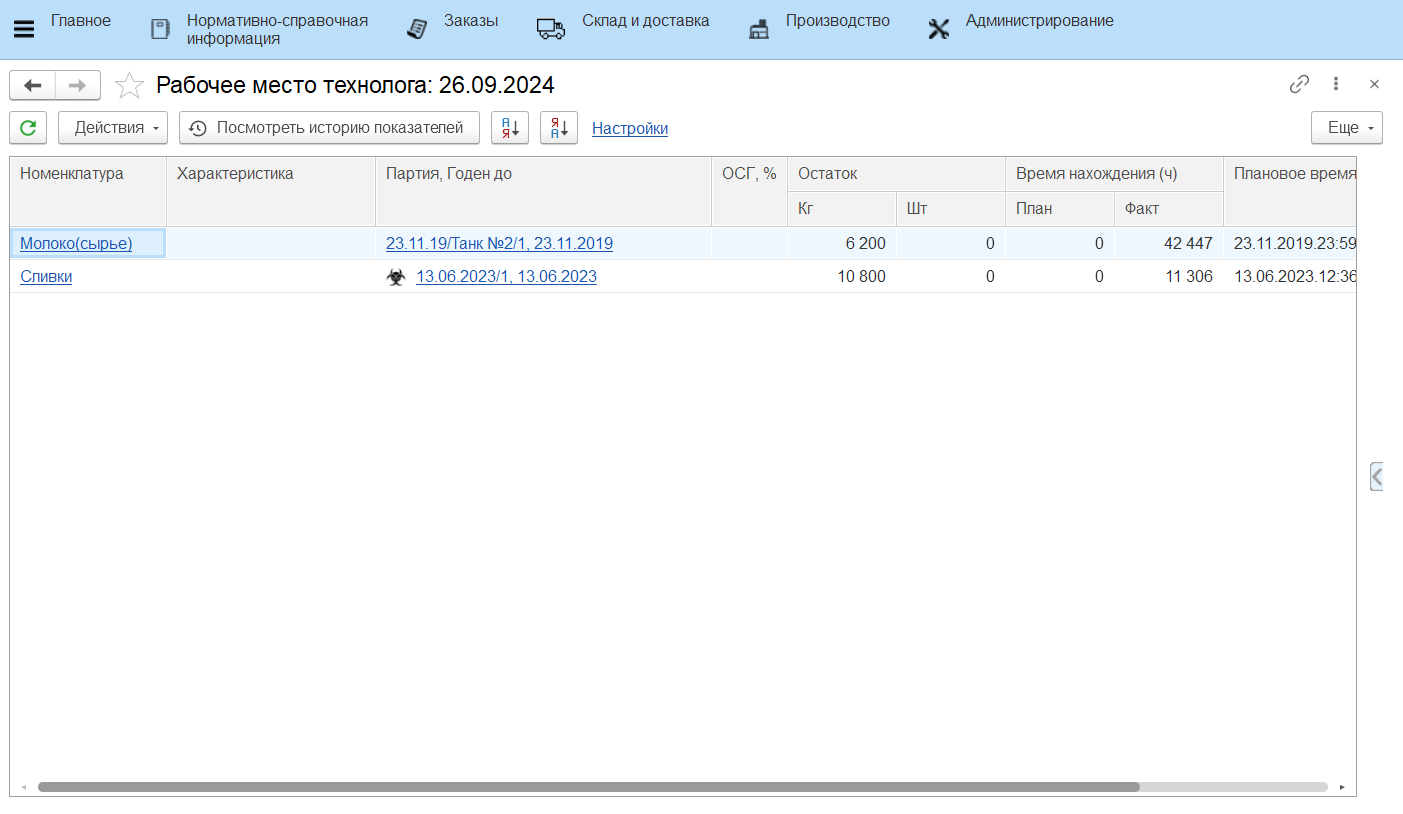 Главное
Нормативно-справочная
информация
Заказы
Склад и доставка
Производство
Администрирование
Рабочее место технолога: 26.09.2024
Действия
Посмотреть историю показателей
А
Я
Я
А
Настройки
Еще
Номенклатура
Характеристика
Партия, Годен до
ОСГ, %
Остаток
Время нахождения (ч)
Плановое время
Кг
Шт
План
Факт
Молоко(сырье) 23.11.19/Танк №2/1, 23.11.2019 6 200 0 0 42 447 23.11.2019.23:59
Сливки 13.06.2023/1, 13.06.2023 10 800 0 0 11 306 13.06.2023.12:36